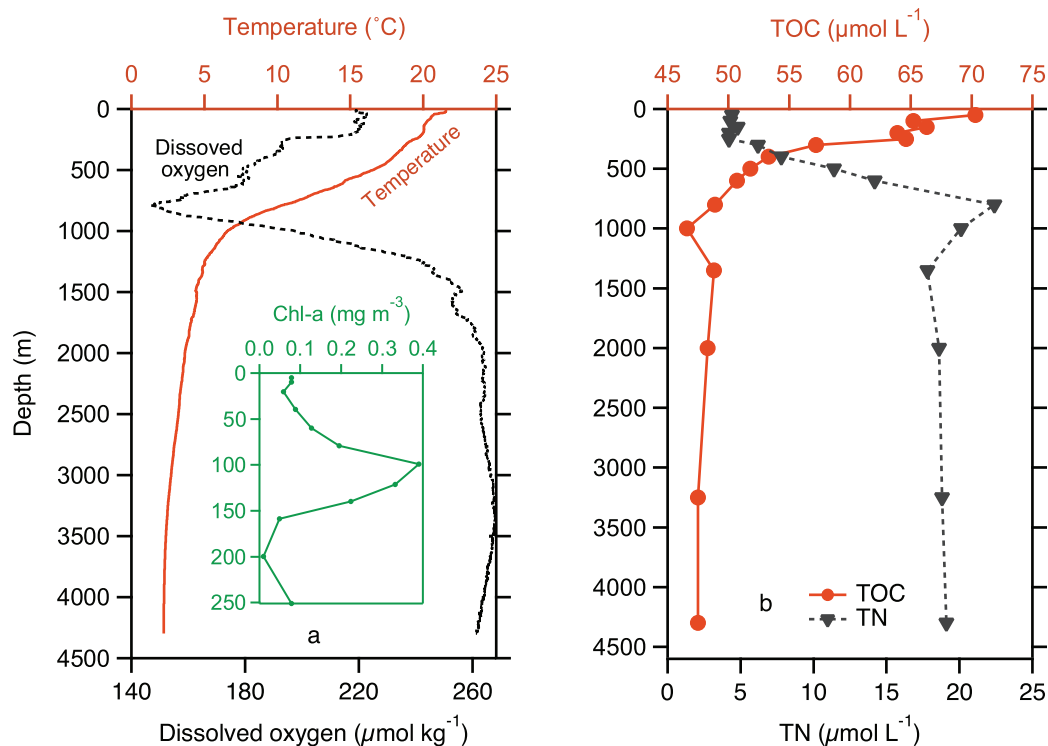 Temperature (˚C)
0 5 10 15 20 25
0
500
1000
1500
2000
2500
3000
3500
4000
4500
Depth (m)
Dissoved
oxygen
Temperature
Chl-a (mg m⁻³)
0.0 0.1 0.2 0.3 0.4
0
50
100
150
200
250
a
140 180 220 260
Dissolved oxygen (µmol kg⁻¹)
TOC (µmol L⁻¹)
45 50 55 60 65 70 75
0
500
1000
1500
2000
2500
3000
3500
4000
4500
b
TOC
TN
0 5 10 15 20 25
TN (µmol L⁻¹)